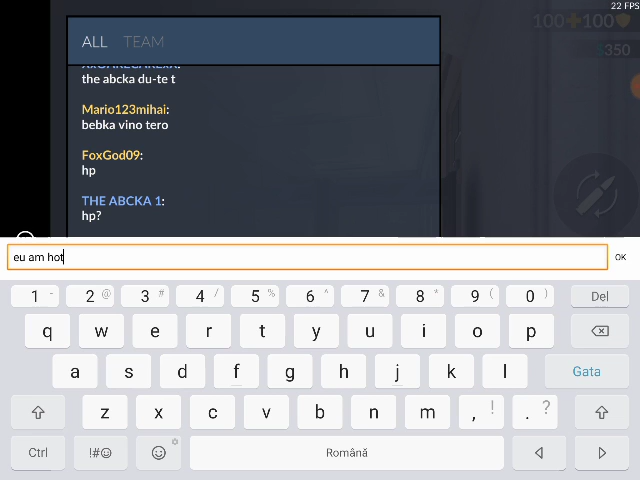 22 FPS
100 100
350
ALL TEAM
the abcka du-te t
Mario123mihai:
bebka vino tero
FoxGod09:
hp
THE ABCKA 1:
hp?
eu am hot
OK
1 - 2 @ 3 # 4 / 5 % 6 ^ 7 & 8 * 9 ( 0 ) Del
q w e r t y u i o p
a s d f g h j k l Gata
z x c v b n m , ! . ?
Ctrl !#☺ Română